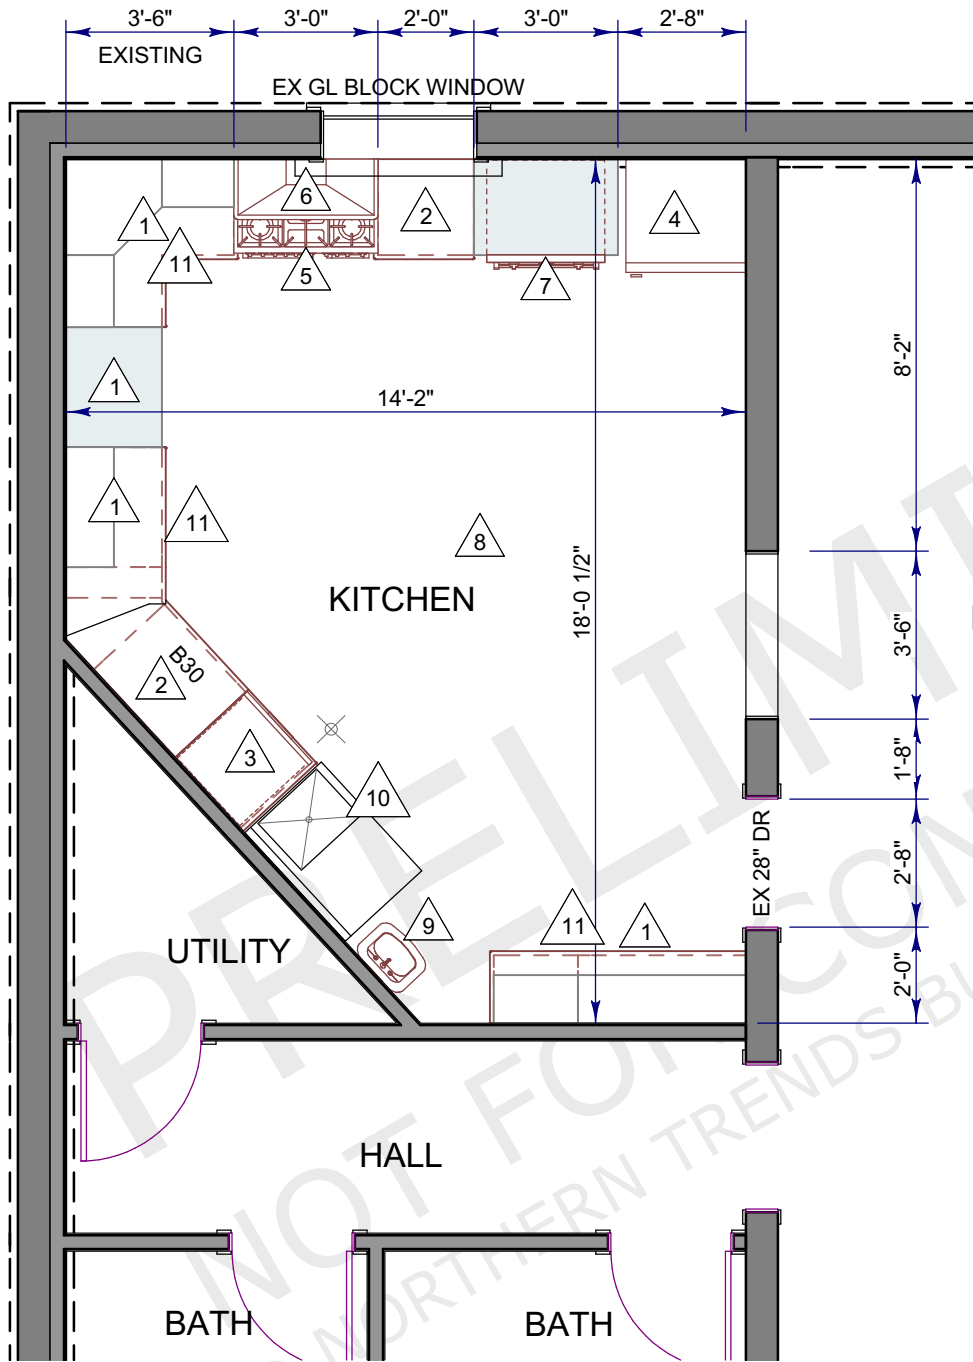 3'-6"
3'-0"
2'-0"
3'-0"
2'-8"
EXISTING
EX GL BLOCK WINDOW
6
1
2
4
11
5
7
8'-2"
1
14'-2"
1
11
8
18'-0 1/2"
3'-6"
KITCHEN
B30
2
3
10
1'-8"
EX 28" DR
2'-8"
9
11
1
UTILITY
2'-0"
HALL
BATH
BATH
PRELIM
NOT FOR CON
NORTHERN TRENDS BU